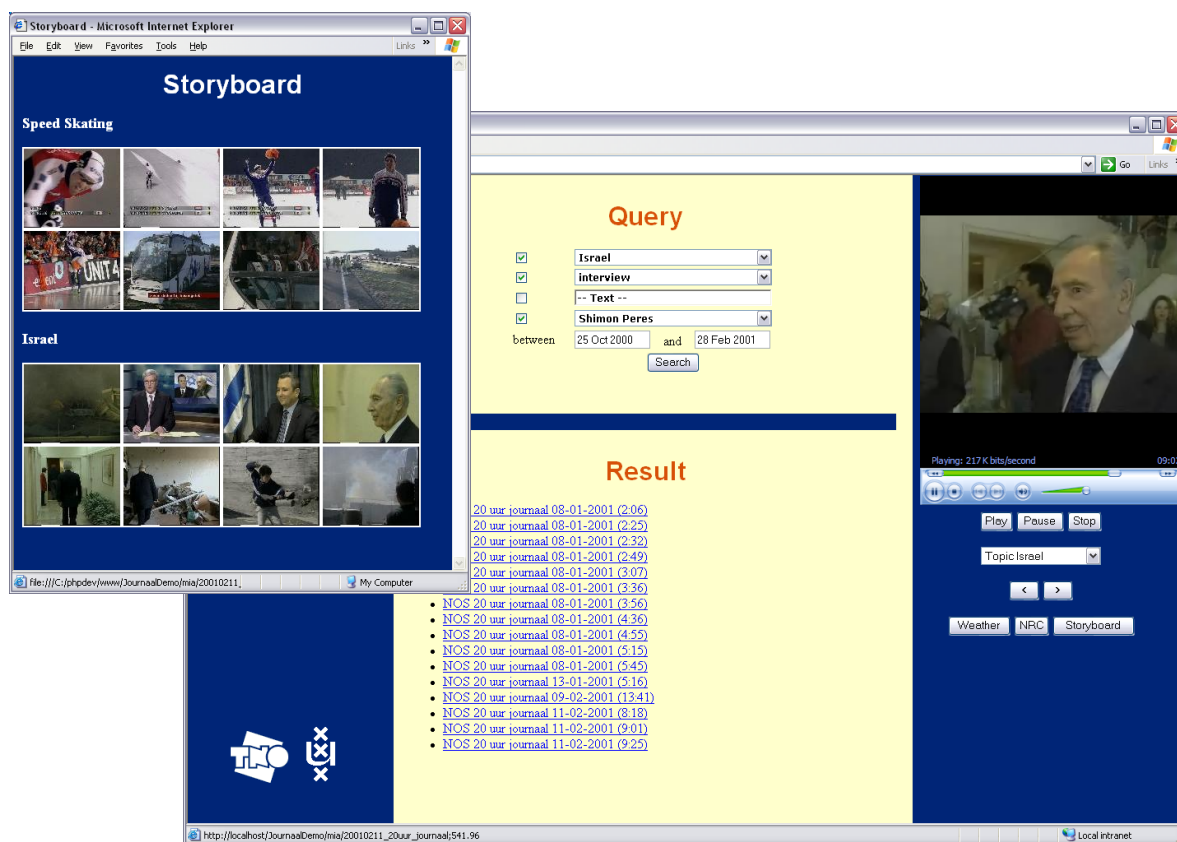 Storyboard - Microsoft Internet Explorer
File Edit View Favorites Tools Help Links »
Storyboard
Speed Skating
UNIT 4
Israel
file:///C:/phpdev/www/JournaalDemo/mia/20010211_ My Computer
Go Links
Query
Israel
interview
-- Text --
Shimon Peres
between 25 Oct 2000 and 28 Feb 2001
Search
Result
20 uur journaal 08-01-2001 (2:06)
20 uur journaal 08-01-2001 (2:25)
20 uur journaal 08-01-2001 (2:32)
20 uur journaal 08-01-2001 (2:49)
20 uur journaal 08-01-2001 (3:07)
20 uur journaal 08-01-2001 (3:36)
NOS 20 uur journaal 08-01-2001 (3:56)
NOS 20 uur journaal 08-01-2001 (4:36)
NOS 20 uur journaal 08-01-2001 (4:55)
NOS 20 uur journaal 08-01-2001 (5:15)
NOS 20 uur journaal 08-01-2001 (5:45)
NOS 20 uur journaal 13-01-2001 (5:16)
NOS 20 uur journaal 09-02-2001 (13:41)
NOS 20 uur journaal 11-02-2001 (8:18)
NOS 20 uur journaal 11-02-2001 (9:01)
NOS 20 uur journaal 11-02-2001 (9:25)
Playing: 217 K bits/second
Play Pause Stop
Topic Israel
< >
Weather NRC Storyboard
TNO
http://localhost/JournaalDemo/mia/20010211_20uur_journaal;541.96 Local intranet